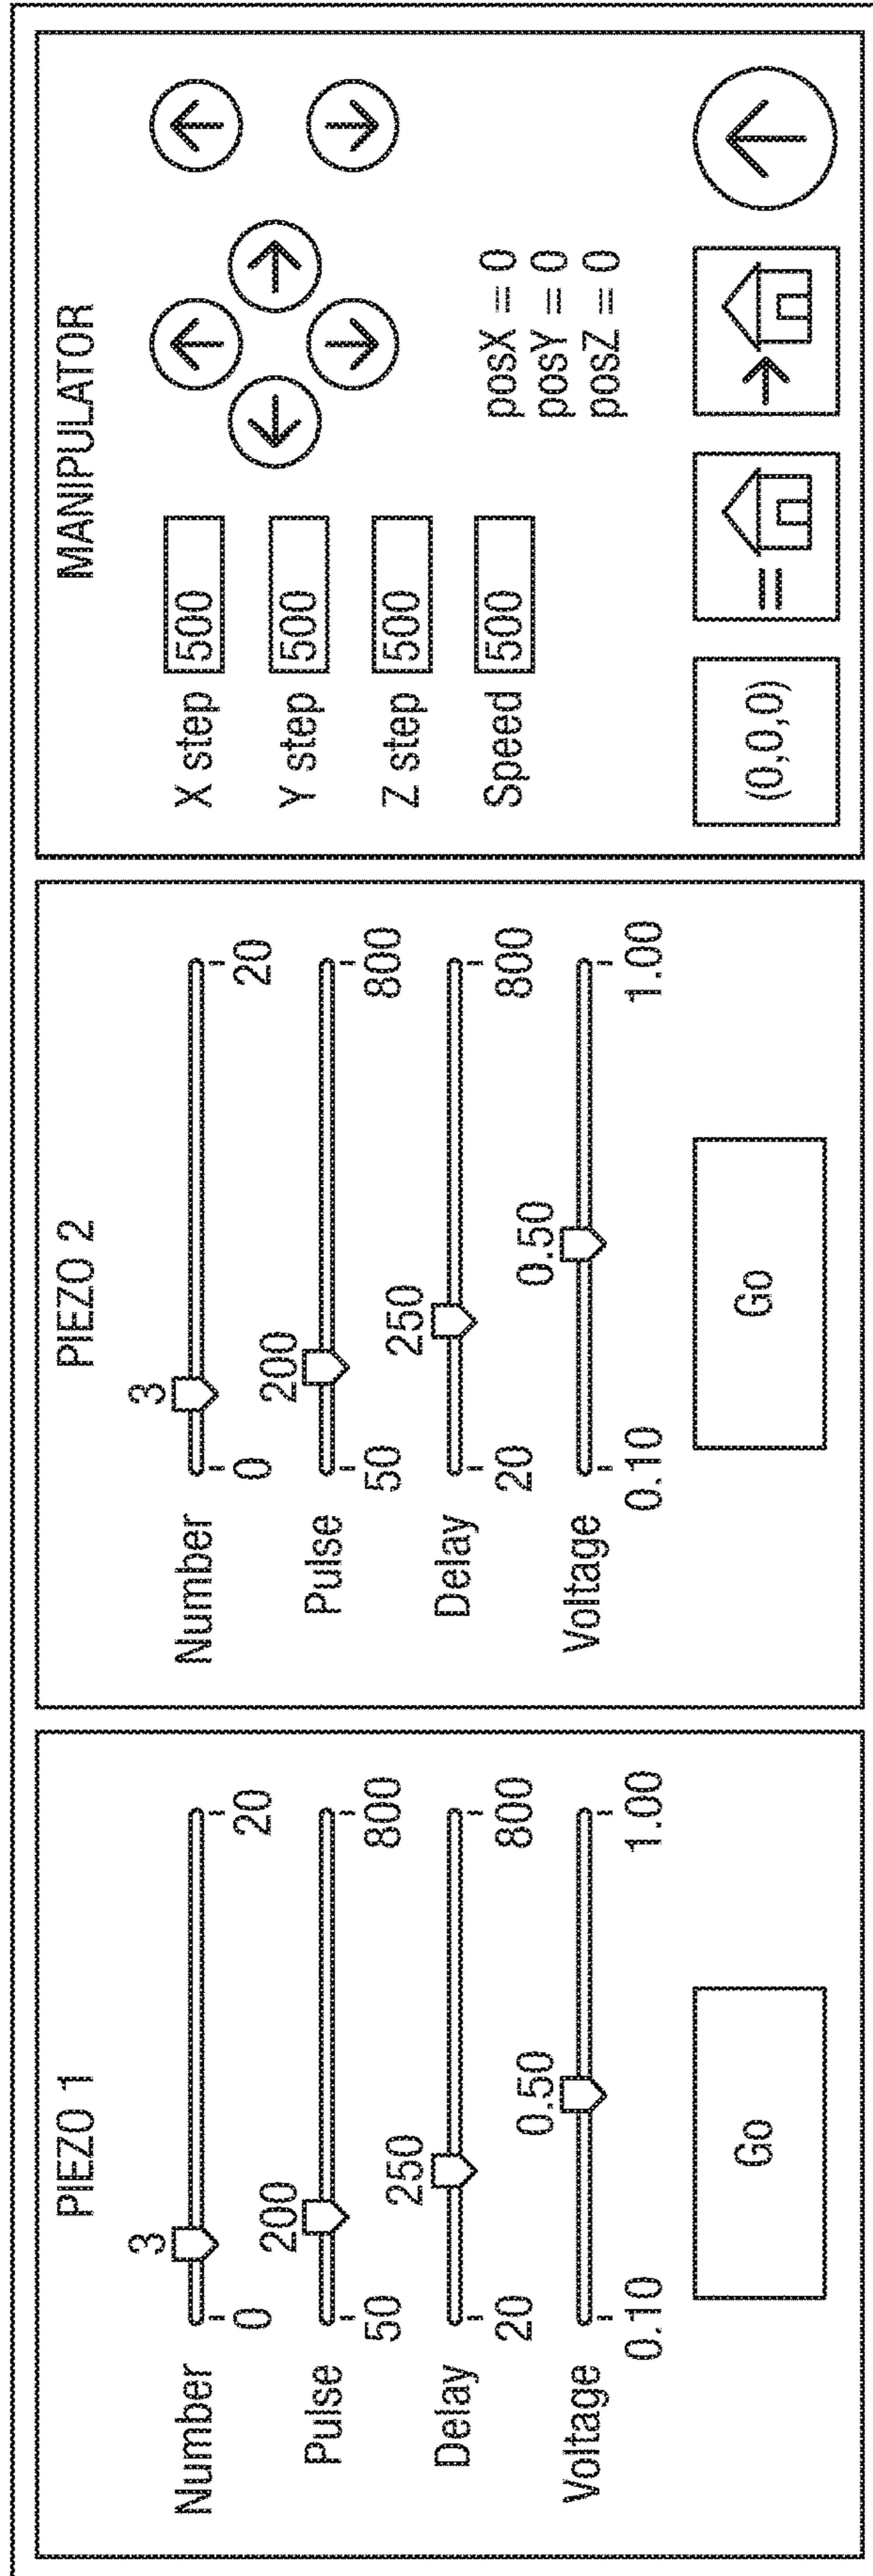 PIEZO 1
Number
3
0 20
Pulse
200
50 800
Delay
250
20 800
Voltage
0.50
0.10 1.00
Go
PIEZO 2
Number
3
0 20
Pulse
200
50 800
Delay
250
20 800
Voltage
0.50
0.10 1.00
Go
MANIPULATOR
X step 500
Y step 500
Z step 500
Speed 500
posX = 0
posY = 0
posZ = 0
(0,0,0)
=